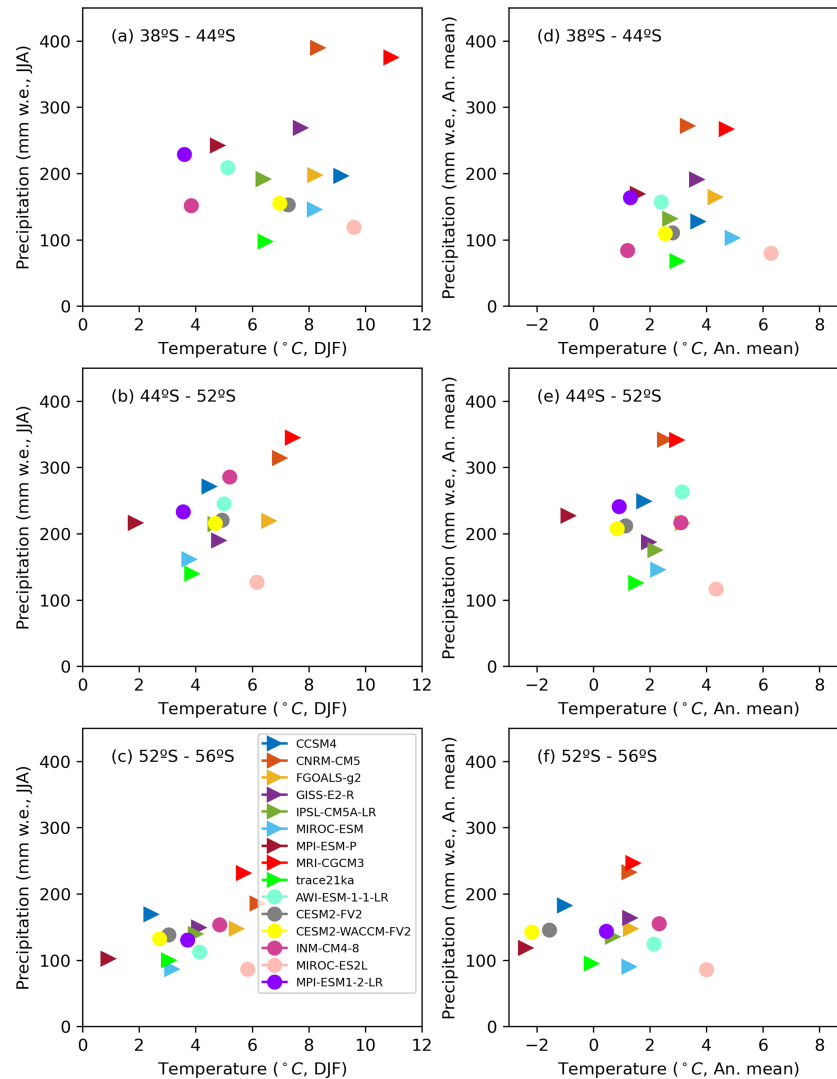 (a) 38ºS - 44ºS
Precipitation (mm w.e., JJA)
400
300
200
100
0
0 2 4 6 8 10 12
Temperature (°C, DJF)
(d) 38ºS - 44ºS
Precipitation (mm w.e., An. mean)
400
300
200
100
0
−2 0 2 4 6 8
Temperature (°C, An. mean)
(b) 44ºS - 52ºS
Precipitation (mm w.e., JJA)
400
300
200
100
0
0 2 4 6 8 10 12
Temperature (°C, DJF)
(e) 44ºS - 52ºS
Precipitation (mm w.e., An. mean)
400
300
200
100
0
−2 0 2 4 6 8
Temperature (°C, An. mean)
(c) 52ºS - 56ºS
Precipitation (mm w.e., JJA)
400
300
200
100
0
0 2 4 6 8 10 12
Temperature (°C, DJF)
CCSM4
CNRM-CM5
FGOALS-g2
GISS-E2-R
IPSL-CM5A-LR
MIROC-ESM
MPI-ESM-P
MRI-CGCM3
trace21ka
AWI-ESM-1-1-LR
CESM2-FV2
CESM2-WACCM-FV2
INM-CM4-8
MIROC-ES2L
MPI-ESM1-2-LR
(f) 52ºS - 56ºS
Precipitation (mm w.e., An. mean)
400
300
200
100
0
−2 0 2 4 6 8
Temperature (°C, An. mean)